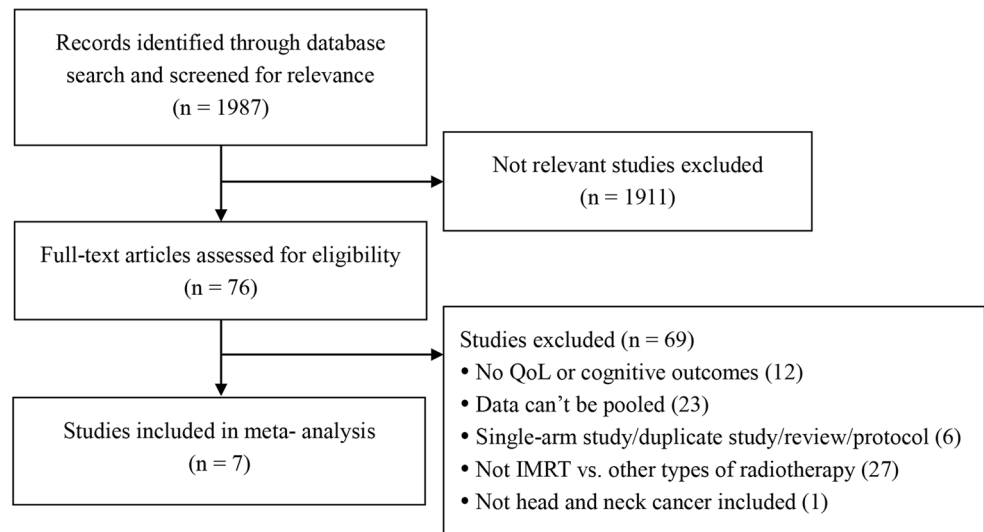 Records identified through database
search and screened for relevance
(n = 1987)
Not relevant studies excluded
(n = 1911)
Full-text articles assessed for eligibility
(n = 76)
Studies excluded (n = 69)
• No QoL or cognitive outcomes (12)
• Data can’t be pooled (23)
• Single-arm study/duplicate study/review/protocol (6)
• Not IMRT vs. other types of radiotherapy (27)
• Not head and neck cancer included (1)
Studies included in meta- analysis
(n = 7)